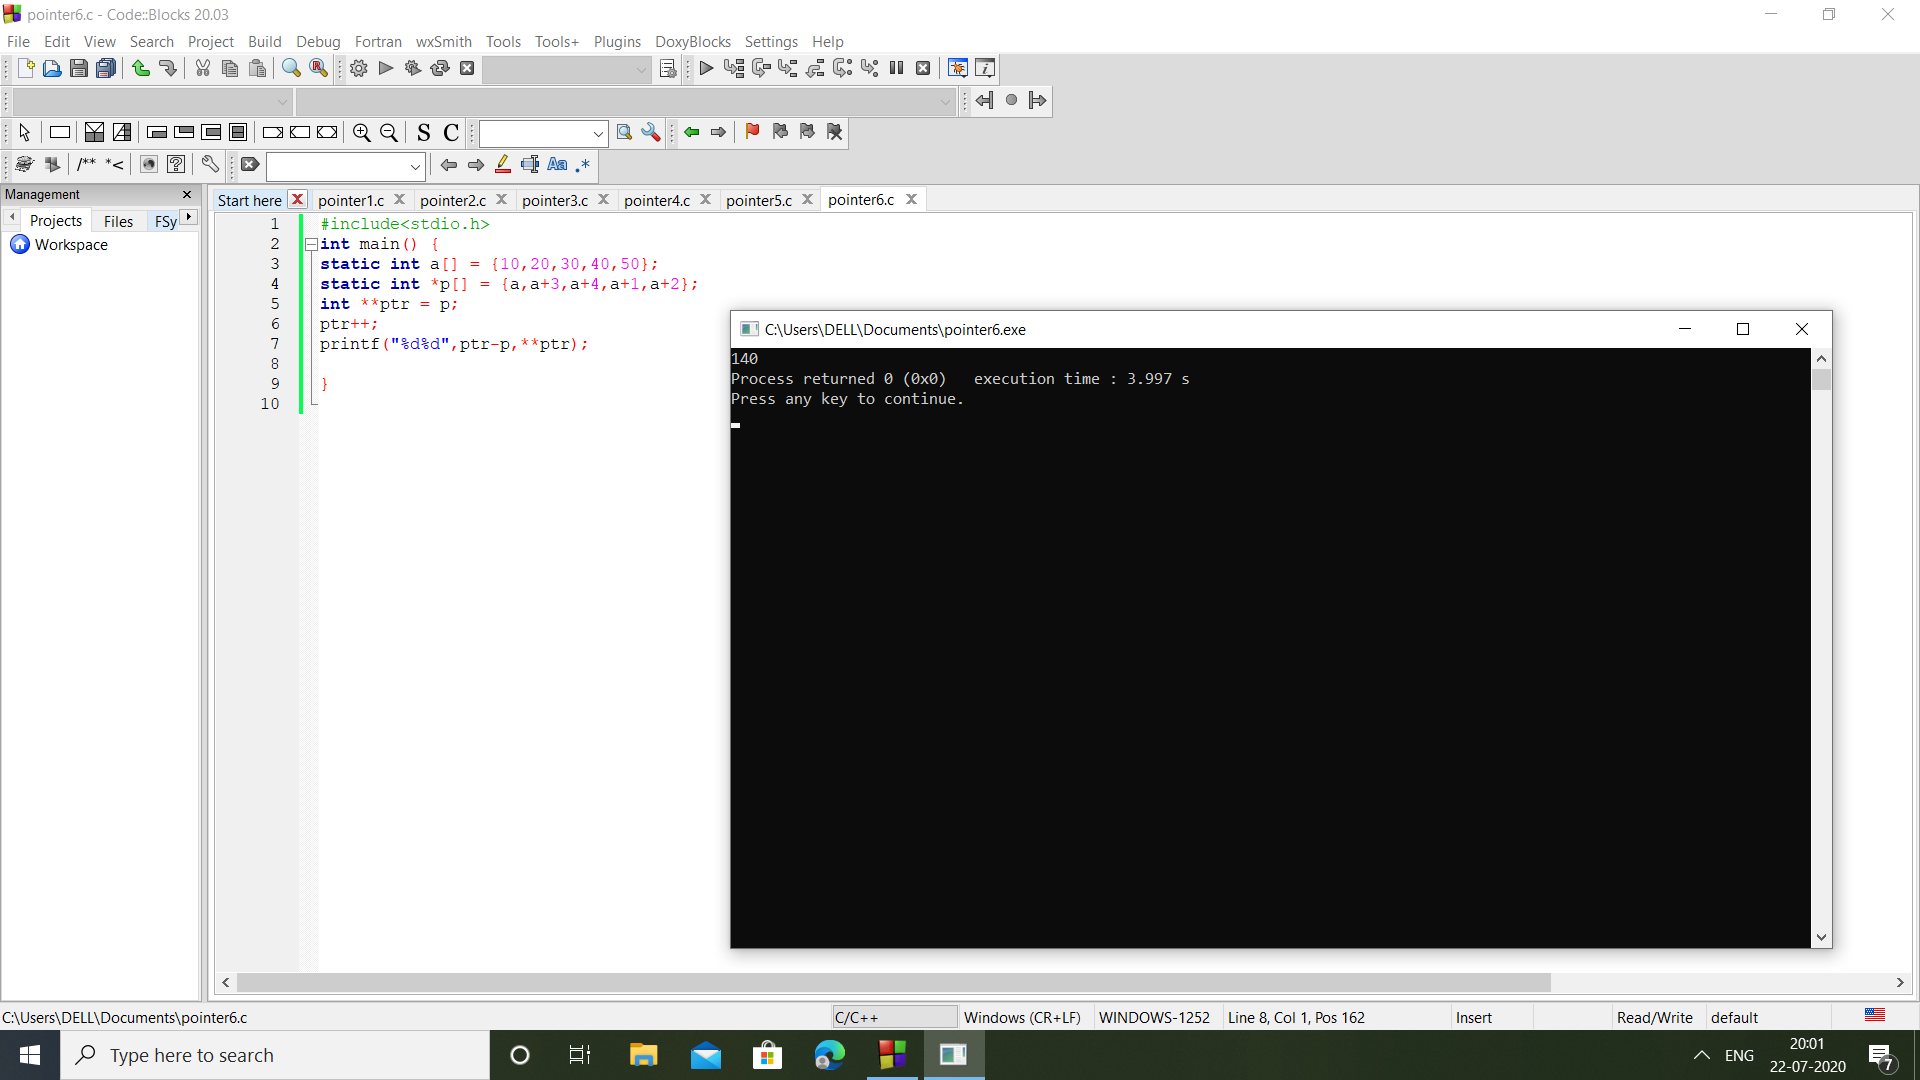 pointer6.c - Code::Blocks 20.03
File Edit View Search Project Build Debug Fortran wxSmith Tools Tools+ Plugins DoxyBlocks Settings Help
S C
/** *<
Aa .*
Management
Projects Files FSy
Workspace
Start here pointer1.c pointer2.c pointer3.c pointer4.c pointer5.c pointer6.c
1 #include<stdio.h>
2 int main() {
3 static int a[] = {10,20,30,40,50};
4 static int *p[] = {a,a+3,a+4,a+1,a+2};
5 int **ptr = p;
6 ptr++;
7 printf("%d%d",ptr-p,**ptr);
8
9 }
10
C:\Users\DELL\Documents\pointer6.exe
140
Process returned 0 (0x0)   execution time : 3.997 s
Press any key to continue.
C:\Users\DELL\Documents\pointer6.c C/C++ Windows (CR+LF) WINDOWS-1252 Line 8, Col 1, Pos 162 Insert Read/Write default
Type here to search
ENG
20:01
22-07-2020
7